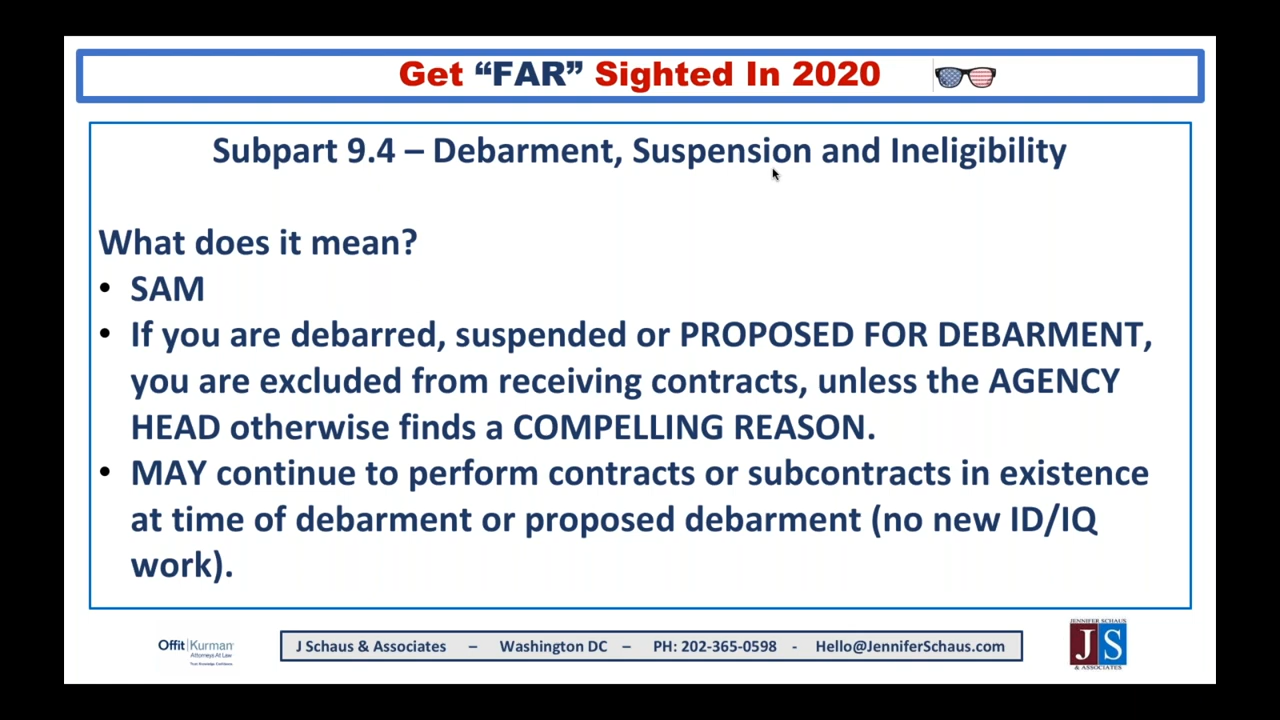 Get “FAR” Sighted In 2020
Subpart 9.4 – Debarment, Suspension and Ineligibility
What does it mean?
• SAM
• If you are debarred, suspended or PROPOSED FOR DEBARMENT,
you are excluded from receiving contracts, unless the AGENCY
HEAD otherwise finds a COMPELLING REASON.
• MAY continue to perform contracts or subcontracts in existence
at time of debarment or proposed debarment (no new ID/IQ
work).
Offit|Kurman
Attorneys At Law
J Schaus & Associates – Washington DC – PH: 202-365-0598 - Hello@JenniferSchaus.com
JENNIFER SCHAUS
JS
& ASSOCIATES